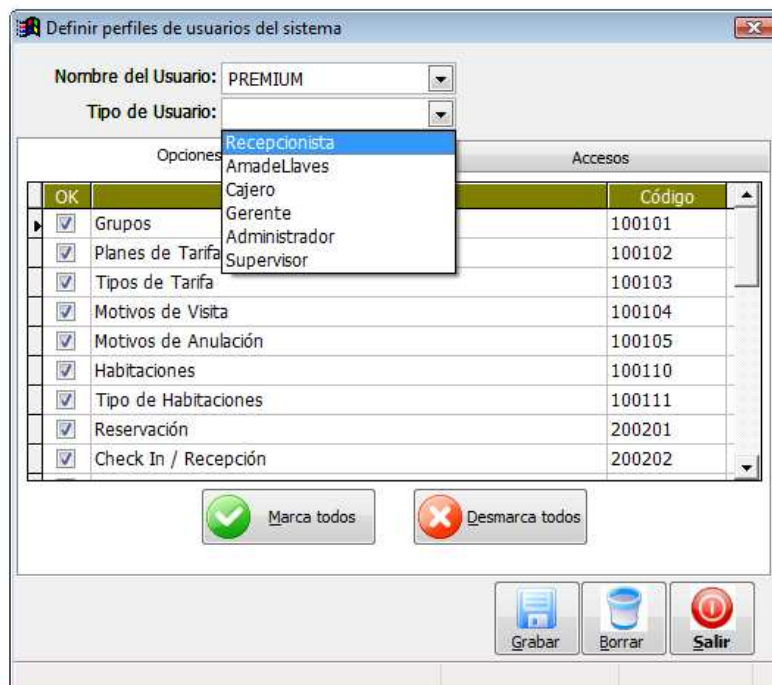 Definir perfiles de usuarios del sistema
Nombre del Usuario: PREMIUM
Tipo de Usuario:
Recepcionista
AmadeLlaves
Cajero
Gerente
Administrador
Supervisor
Opciones
Accesos
OK Código
Grupos 100101
Planes de Tarifa 100102
Tipos de Tarifa 100103
Motivos de Visita 100104
Motivos de Anulación 100105
Habitaciones 100110
Tipo de Habitaciones 100111
Reservación 200201
Check In / Recepción 200202
Marca todos Desmarca todos
Grabar Borrar Salir